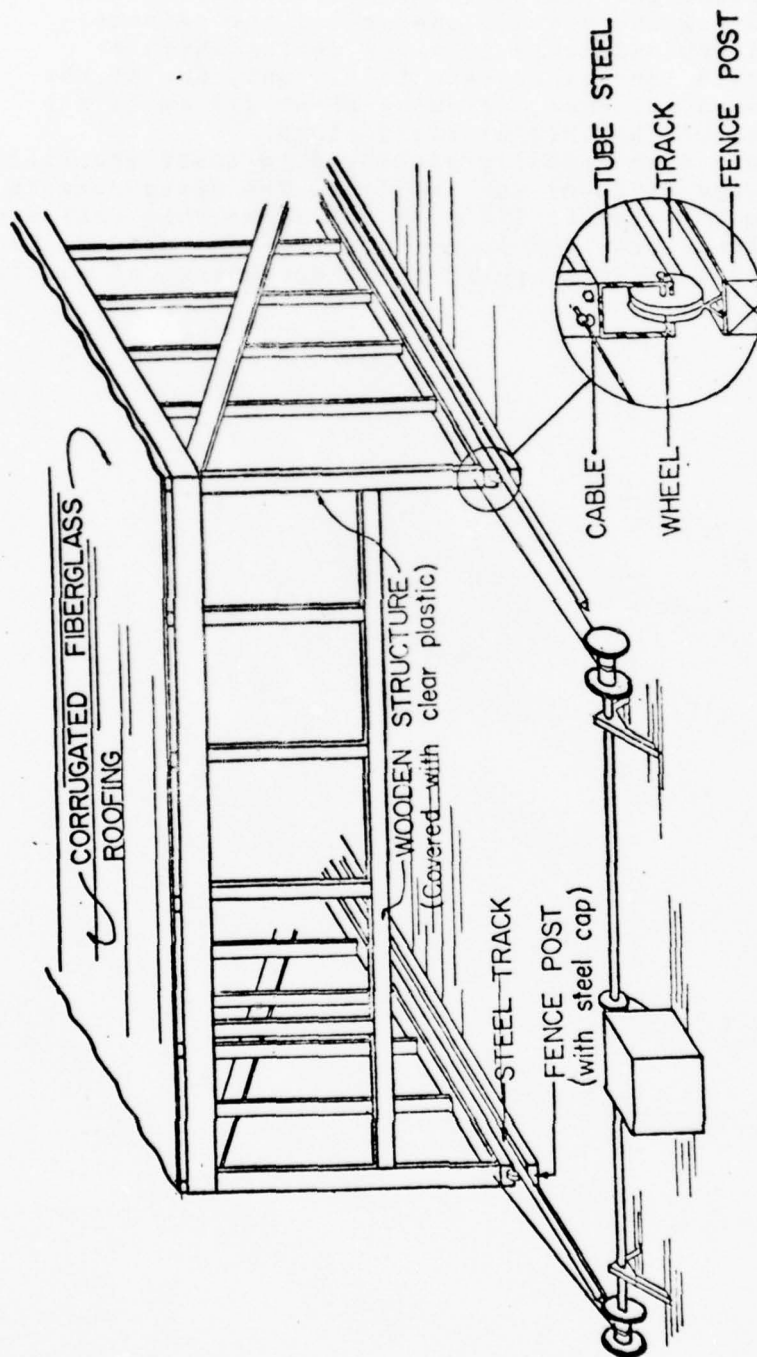 CORRUGATED FIBERGLASS
ROOFING
WOODEN STRUCTURE
(Covered with clear plastic)
STEEL TRACK
FENCE POST
(with steel cap)
CABLE
WHEEL
TUBE STEEL
TRACK
FENCE POST